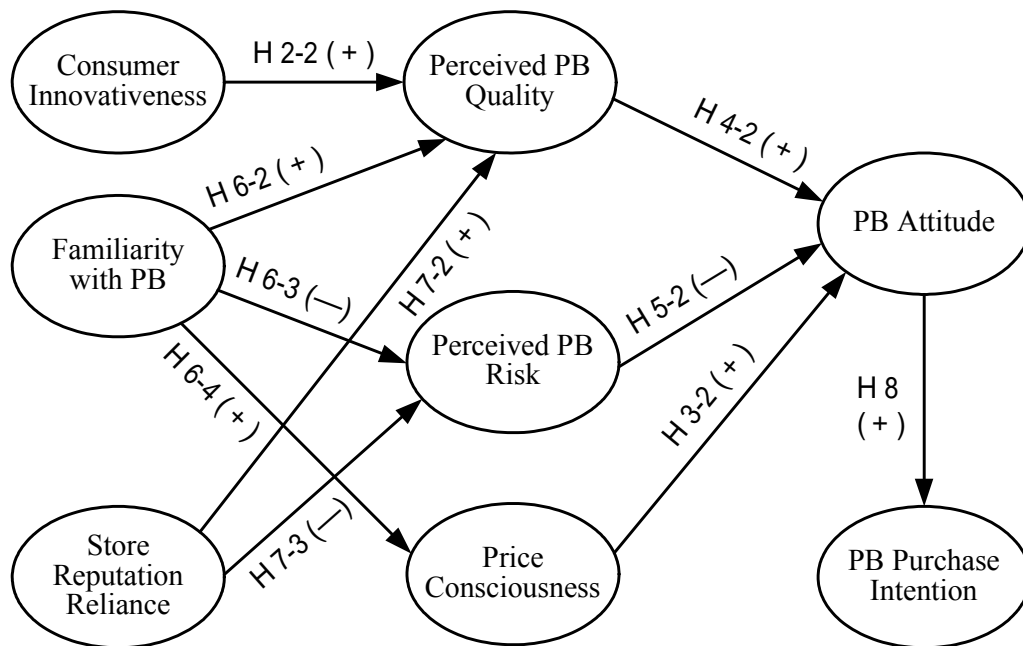 Consumer
Innovativeness
H 2-2 ( + )
Perceived PB
Quality
H 4-2 ( + )
H 6-2 ( + )
Familiarity
with PB
H 7-2 ( + )
PB Attitude
H 6-3 (—)
H 5-2 (—)
Perceived PB
Risk
H 6-4 ( + )
H 3-2 ( + )
H 8
( + )
H 7-3 (—)
Store
Reputation
Reliance
Price
Consciousness
PB Purchase
Intention